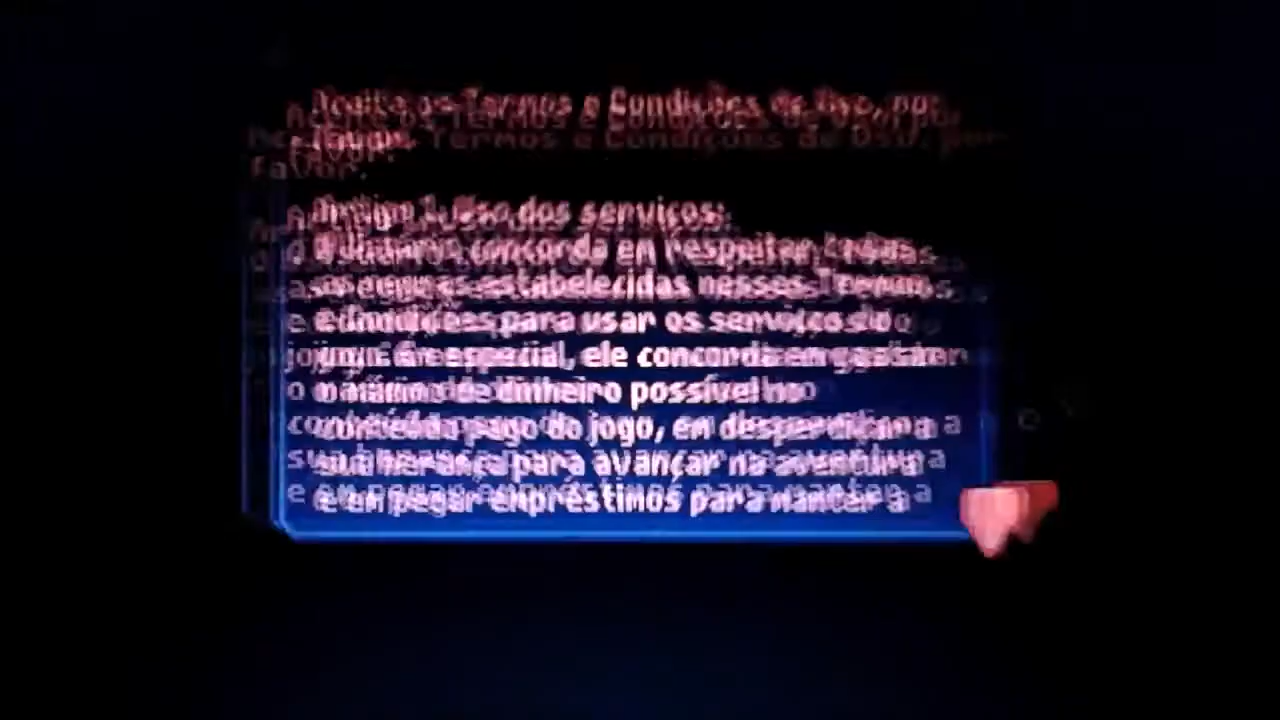 Aceite os Termos e Condições de Uso, por
favor.
Artigo 1. Uso dos serviços:
o usuário concorda em respeitar todas
as regras estabelecidas nesses Termos
e Condições para usar os serviços do
jogo. Em especial, ele concorda em gastar
o máximo de dinheiro possível no
conteúdo pago do jogo, em desperdiçar a
sua herança para avançar na aventura
e em pegar empréstimos para manter a